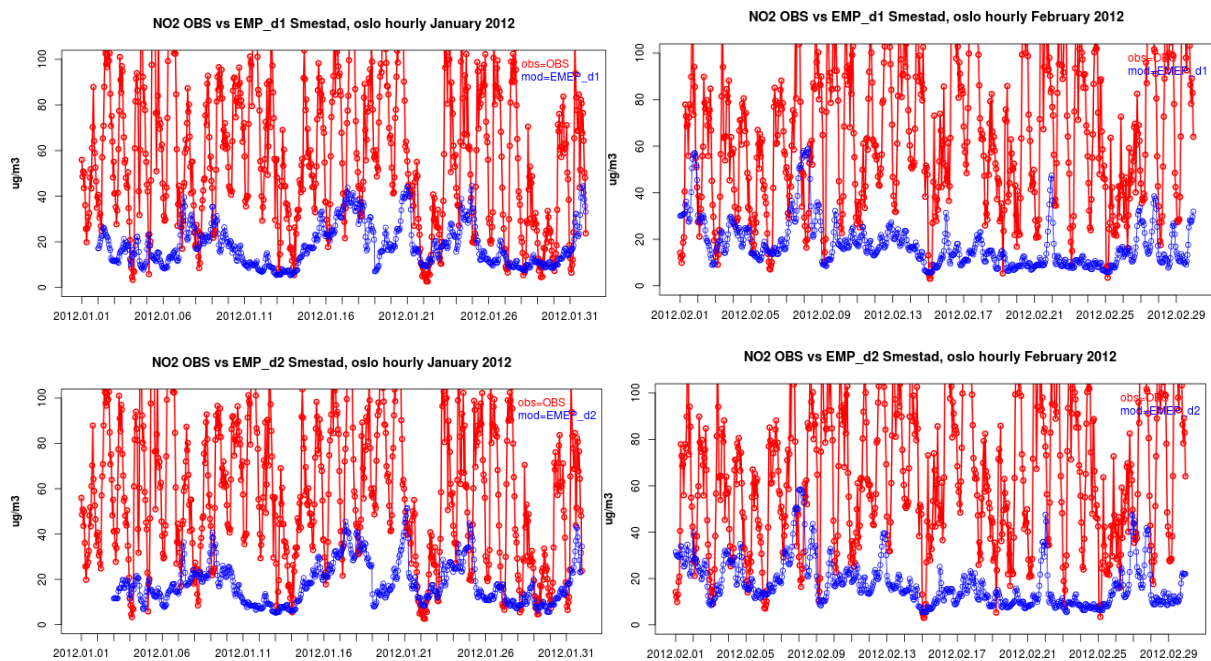 NO2 OBS vs EMP_d1 Smestad, oslo hourly January 2012
ug/m3
100
80
60
40
20
0
obs=OBS
mod=EMEP_d1
2012.01.01 2012.01.06 2012.01.11 2012.01.16 2012.01.21 2012.01.26 2012.01.31
NO2 OBS vs EMP_d1 Smestad, oslo hourly February 2012
ug/m3
100
80
60
40
20
0
obs=OBS
mod=EMEP_d1
2012.02.01 2012.02.05 2012.02.09 2012.02.13 2012.02.17 2012.02.21 2012.02.25 2012.02.29
NO2 OBS vs EMP_d2 Smestad, oslo hourly January 2012
ug/m3
100
80
60
40
20
0
obs=OBS
mod=EMEP_d2
2012.01.01 2012.01.06 2012.01.11 2012.01.16 2012.01.21 2012.01.26 2012.01.31
NO2 OBS vs EMP_d2 Smestad, oslo hourly February 2012
ug/m3
100
80
60
40
20
0
obs=OBS
mod=EMEP_d2
2012.02.01 2012.02.05 2012.02.09 2012.02.13 2012.02.17 2012.02.21 2012.02.25 2012.02.29